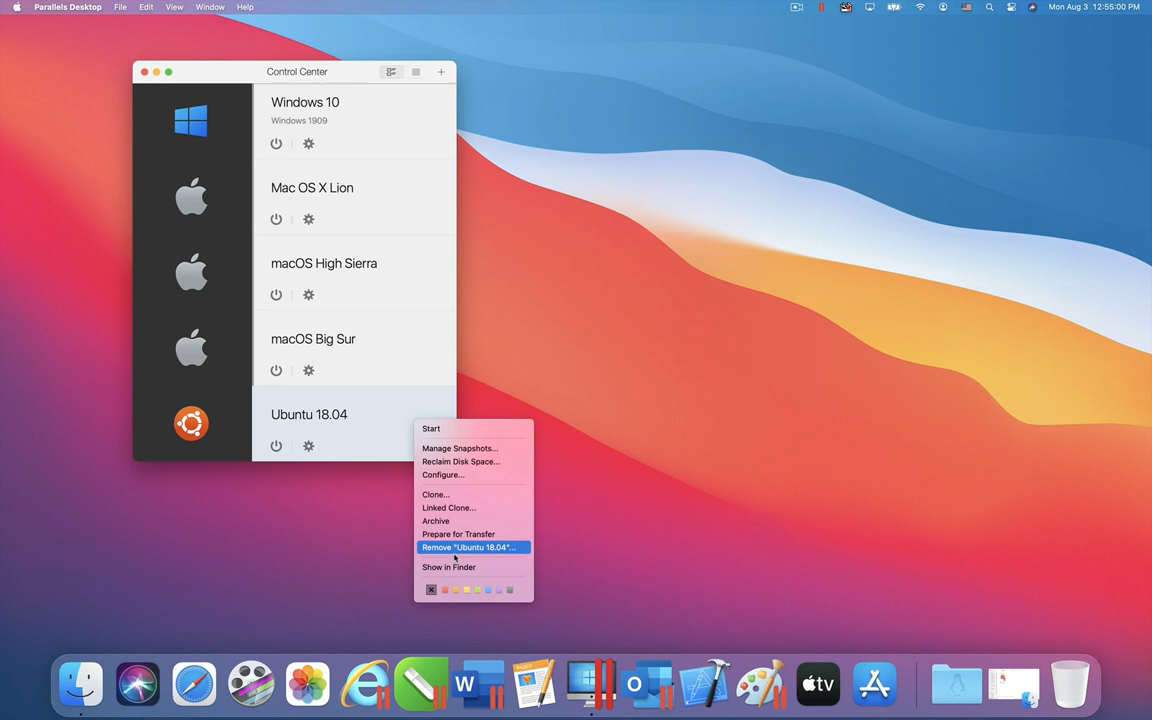 Parallels Desktop File Edit View Window Help
Mon Aug 3 12:55:00 PM
Control Center
Windows 10
Windows 1909
Mac OS X Lion
macOS High Sierra
macOS Big Sur
Ubuntu 18.04
Start
Manage Snapshots...
Reclaim Disk Space...
Configure...
Clone...
Linked Clone...
Archive
Prepare for Transfer
Remove "Ubuntu 18.04"...
Show in Finder
PAGES
W
O
tv